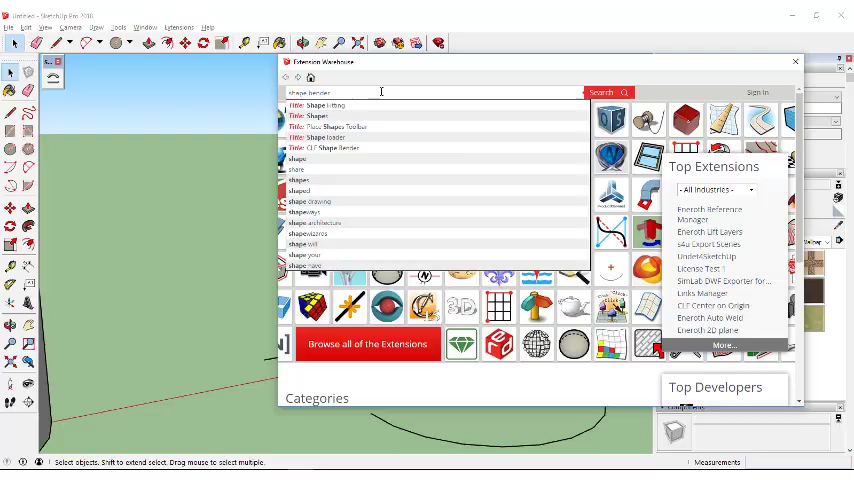 Untitled - SketchUp Pro 2018
File Edit View Camera Draw Tools Window Extensions Help
Extension Warehouse
shape bender
Search
Sign In
Title: Shape Fitting
Title: Shapes
Title: Place Shapes Toolbar
Title: Shape loader
Title: CLF Shape Bender
shape
share
shapes
shaped
shape drawing
shapeways
shape architecture
shapewizards
shape will
shape your
shape have
Top Extensions
- All Industries -
Eneroth Reference
Manager
Eneroth Lift Layers
s4u Export Scenes
Undet4SketchUp
License Test 1
SimLab DWF Exporter for...
Links Manager
CLF Center on Origin
Eneroth Auto Weld
Eneroth 2D plane
More...
Browse all of the Extensions
Categories
Top Developers
Components
Select objects. Shift to extend select. Drag mouse to select multiple.
Measurements